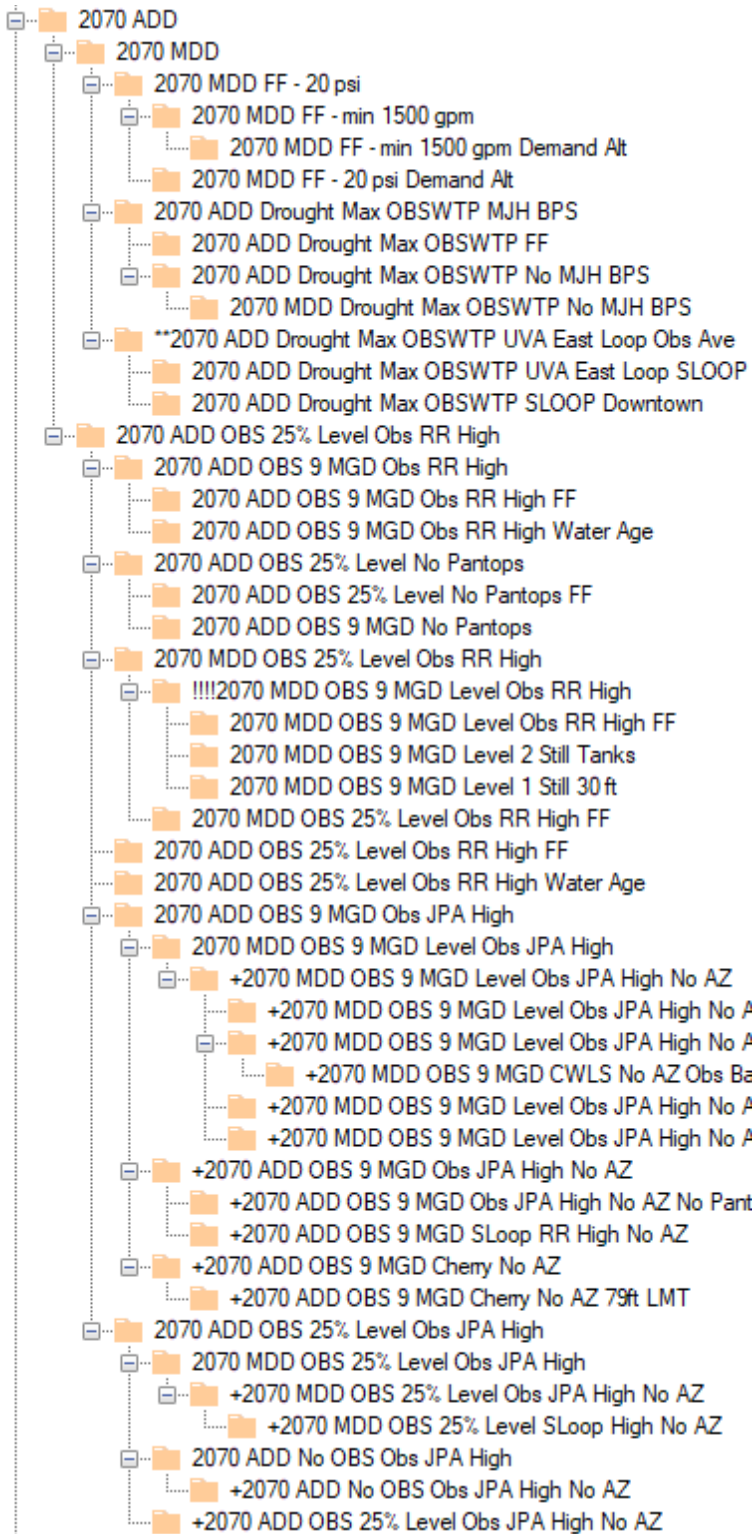 2070 ADD
2070 MDD
2070 MDD FF - 20 psi
2070 MDD FF - min 1500 gpm
2070 MDD FF - min 1500 gpm Demand Alt
2070 MDD FF - 20 psi Demand Alt
2070 ADD Drought Max OBSWTP MJH BPS
2070 ADD Drought Max OBSWTP FF
2070 ADD Drought Max OBSWTP No MJH BPS
2070 MDD Drought Max OBSWTP No MJH BPS
**2070 ADD Drought Max OBSWTP UVA East Loop Obs Ave
2070 ADD Drought Max OBSWTP UVA East Loop SLOOP
2070 ADD Drought Max OBSWTP SLOOP Downtown
2070 ADD OBS 25% Level Obs RR High
2070 ADD OBS 9 MGD Obs RR High
2070 ADD OBS 9 MGD Obs RR High FF
2070 ADD OBS 9 MGD Obs RR High Water Age
2070 ADD OBS 25% Level No Pantops
2070 ADD OBS 25% Level No Pantops FF
2070 ADD OBS 9 MGD No Pantops
2070 MDD OBS 25% Level Obs RR High
!!!!2070 MDD OBS 9 MGD Level Obs RR High
2070 MDD OBS 9 MGD Level Obs RR High FF
2070 MDD OBS 9 MGD Level 2 Still Tanks
2070 MDD OBS 9 MGD Level 1 Still 30 ft
2070 MDD OBS 25% Level Obs RR High FF
2070 ADD OBS 25% Level Obs RR High FF
2070 ADD OBS 25% Level Obs RR High Water Age
2070 ADD OBS 9 MGD Obs JPA High
2070 MDD OBS 9 MGD Level Obs JPA High
+2070 MDD OBS 9 MGD Level Obs JPA High No AZ
+2070 MDD OBS 9 MGD Level Obs JPA High No A
+2070 MDD OBS 9 MGD Level Obs JPA High No A
+2070 MDD OBS 9 MGD CWLS No AZ Obs Ba
+2070 MDD OBS 9 MGD Level Obs JPA High No A
+2070 MDD OBS 9 MGD Level Obs JPA High No A
+2070 ADD OBS 9 MGD Obs JPA High No AZ
+2070 ADD OBS 9 MGD Obs JPA High No AZ No Pant
+2070 ADD OBS 9 MGD SLoop RR High No AZ
+2070 ADD OBS 9 MGD Cherry No AZ
+2070 ADD OBS 9 MGD Cherry No AZ 79ft LMT
2070 ADD OBS 25% Level Obs JPA High
2070 MDD OBS 25% Level Obs JPA High
+2070 MDD OBS 25% Level Obs JPA High No AZ
+2070 MDD OBS 25% Level SLoop High No AZ
2070 ADD No OBS Obs JPA High
+2070 ADD No OBS Obs JPA High No AZ
+2070 ADD OBS 25% Level Obs JPA High No AZ